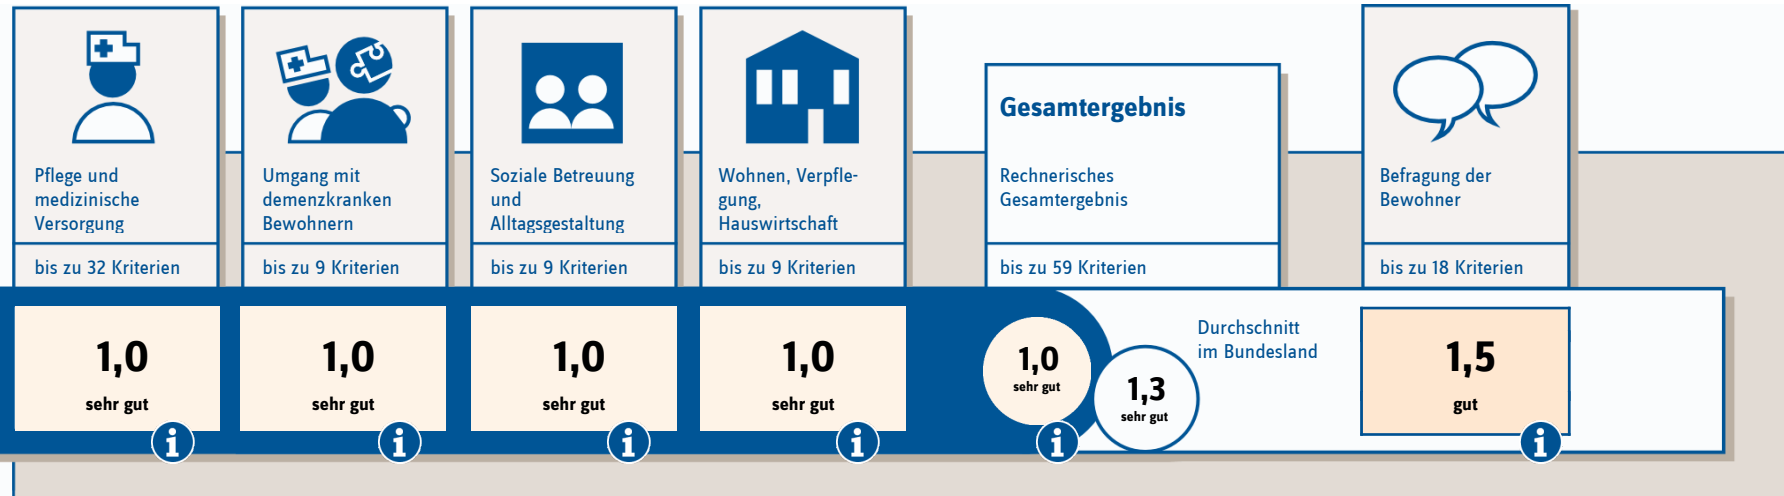 Pflege und
medizinische
Versorgung
bis zu 32 Kriterien
1,0
sehr gut
Umgang mit
demenzkranken
Bewohnern
bis zu 9 Kriterien
1,0
sehr gut
Soziale Betreuung
und
Alltagsgestaltung
bis zu 9 Kriterien
1,0
sehr gut
Wohnen, Verpfle-
gung,
Hauswirtschaft
bis zu 9 Kriterien
1,0
sehr gut
Gesamtergebnis
Rechnerisches
Gesamtergebnis
bis zu 59 Kriterien
1,0
sehr gut
1,3
sehr gut
Durchschnitt
im Bundesland
Befragung der
Bewohner
bis zu 18 Kriterien
1,5
gut